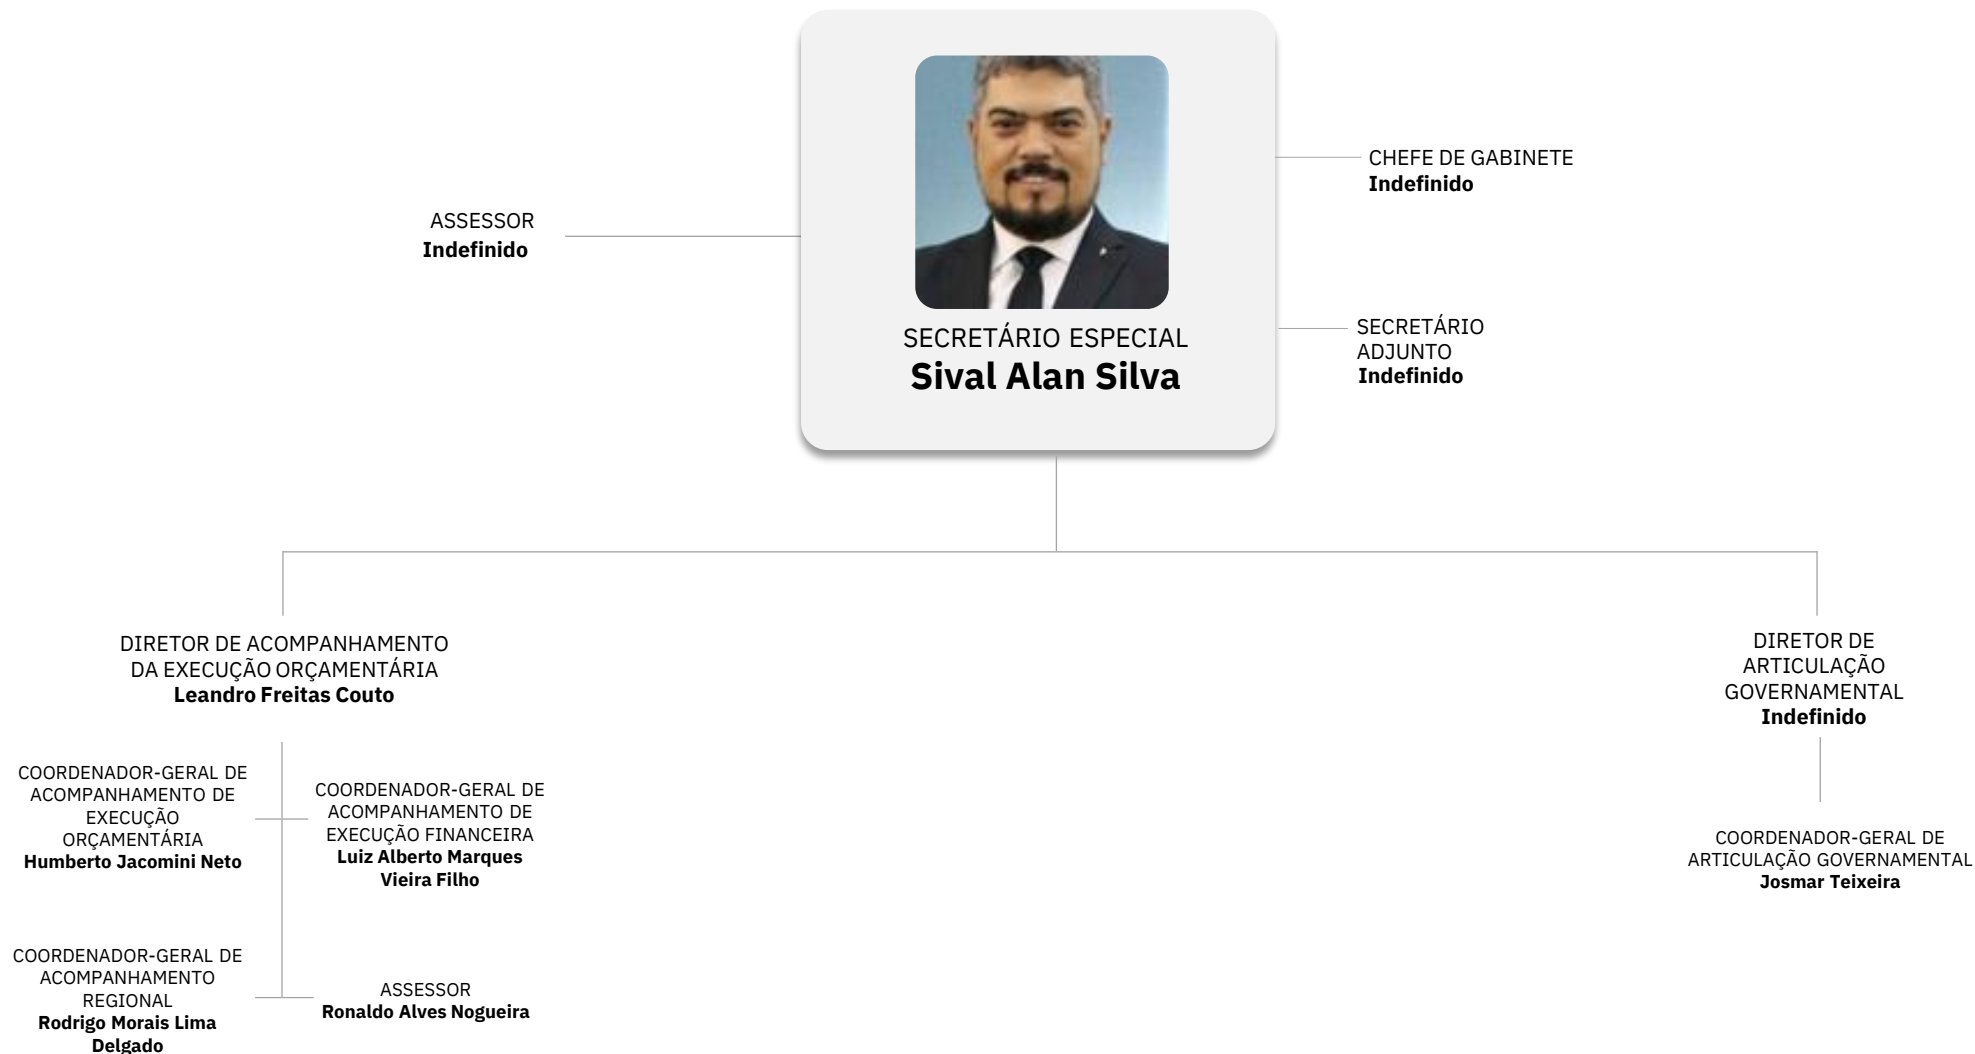 CHEFE DE GABINETE
Indefinido
ASSESSOR
Indefinido
SECRETÁRIO ESPECIAL
Sival Alan Silva
SECRETÁRIO
ADJUNTO
Indefinido
DIRETOR DE ACOMPANHAMENTO
DA EXECUÇÃO ORÇAMENTÁRIA
Leandro Freitas Couto
DIRETOR DE
ARTICULAÇÃO
GOVERNAMENTAL
Indefinido
COORDENADOR-GERAL DE
ACOMPANHAMENTO DE
EXECUÇÃO
ORÇAMENTÁRIA
Humberto Jacomini Neto
COORDENADOR-GERAL DE
ACOMPANHAMENTO DE
EXECUÇÃO FINANCEIRA
Luiz Alberto Marques
Vieira Filho
COORDENADOR-GERAL DE
ARTICULAÇÃO GOVERNAMENTAL
Josmar Teixeira
COORDENADOR-GERAL DE
ACOMPANHAMENTO
REGIONAL
Rodrigo Morais Lima
Delgado
ASSESSOR
Ronaldo Alves Nogueira